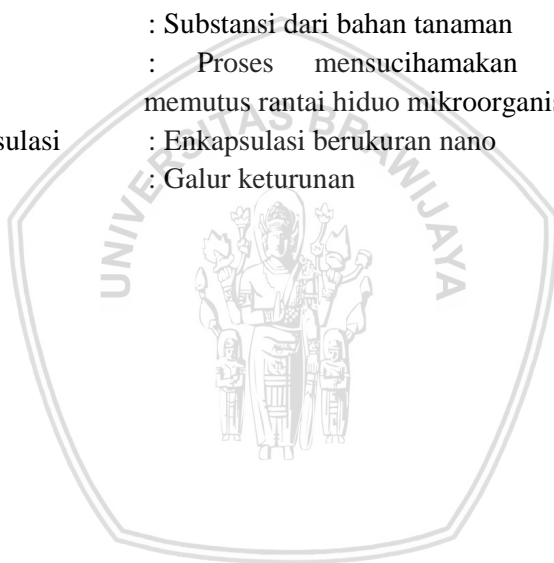 : Substansi dari bahan tanaman
: Proses mensucihamakan
memutus rantai hiduo mikroorganis
sulasi : Enkapsulasi berukuran nano
: Galur keturunan
UNIVERSITAS BRAWIJAYA